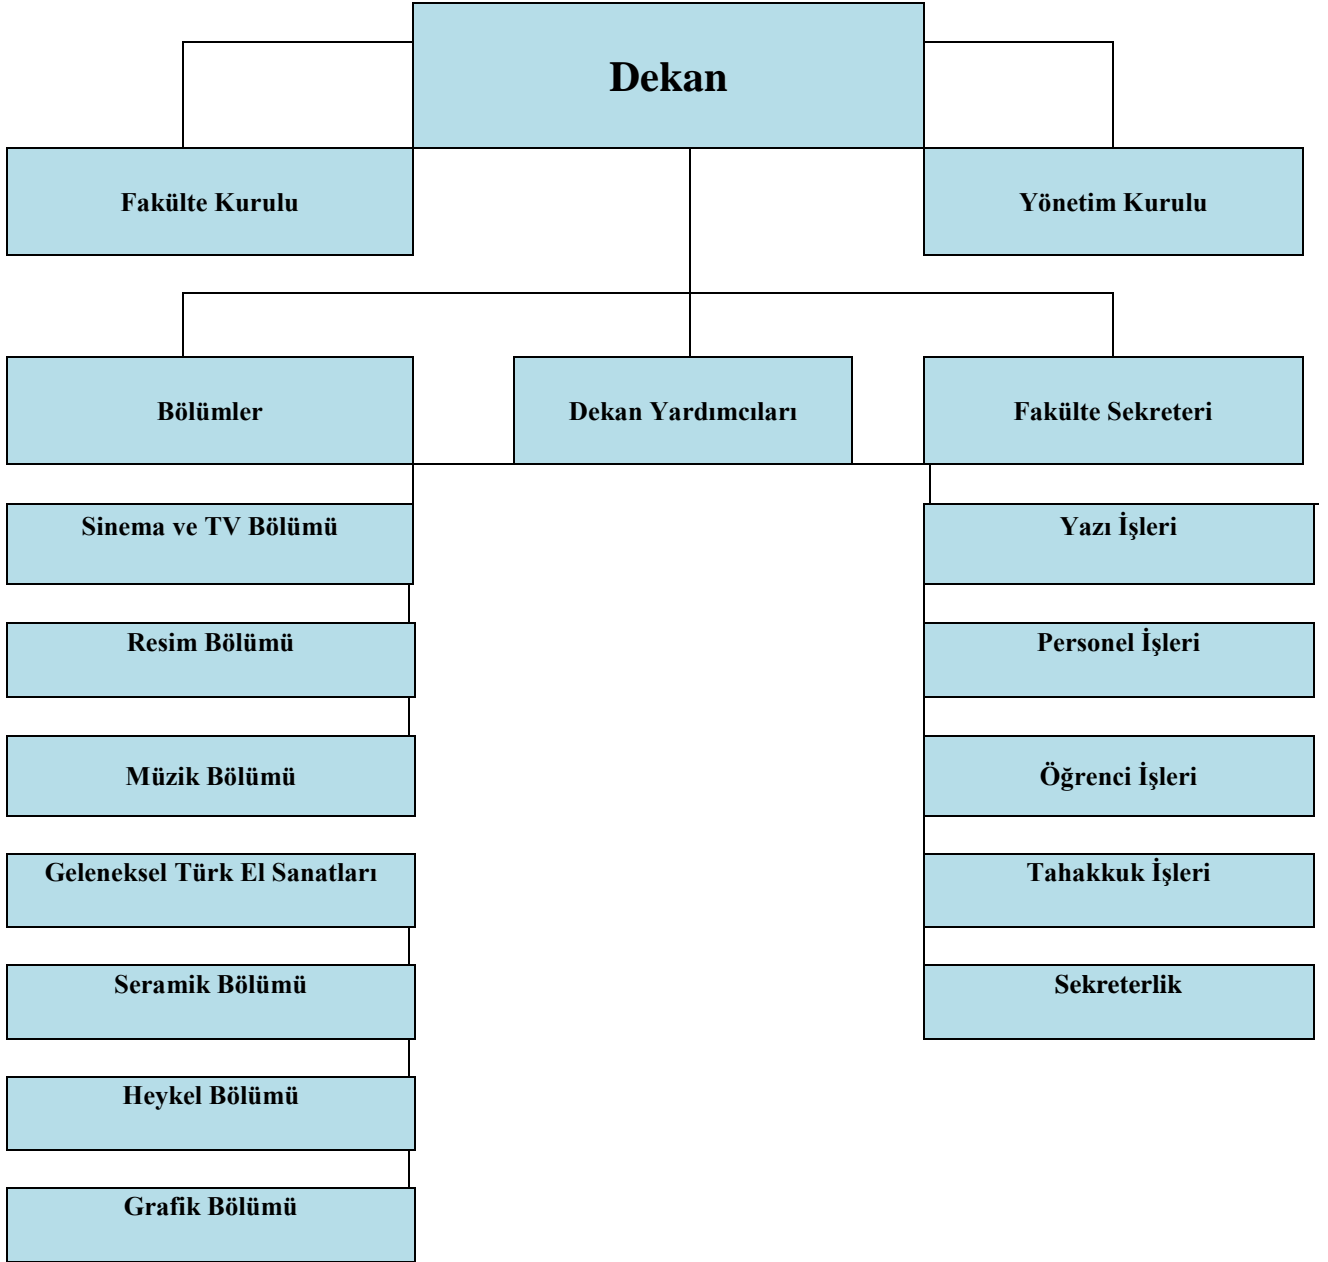 Dekan
Fakülte Kurulu
Yönetim Kurulu
Bölümler
Dekan Yardımcıları
Fakülte Sekreteri
Sinema ve TV Bölümü
Yazı İşleri
Resim Bölümü
Personel İşleri
Müzik Bölümü
Öğrenci İşleri
Geleneksel Türk El Sanatları
Tahakkuk İşleri
Seramik Bölümü
Sekreterlik
Heykel Bölümü
Grafik Bölümü